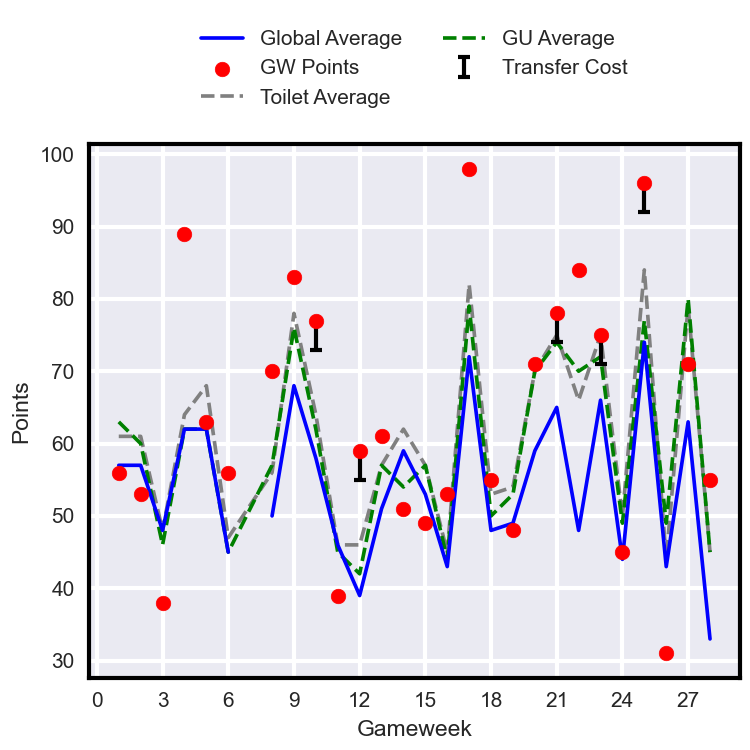 Global Average
GW Points
Toilet Average
GU Average
Transfer Cost
100
90
80
70
60
50
40
30
Points
0 3 6 9 12 15 18 21 24 27
Gameweek